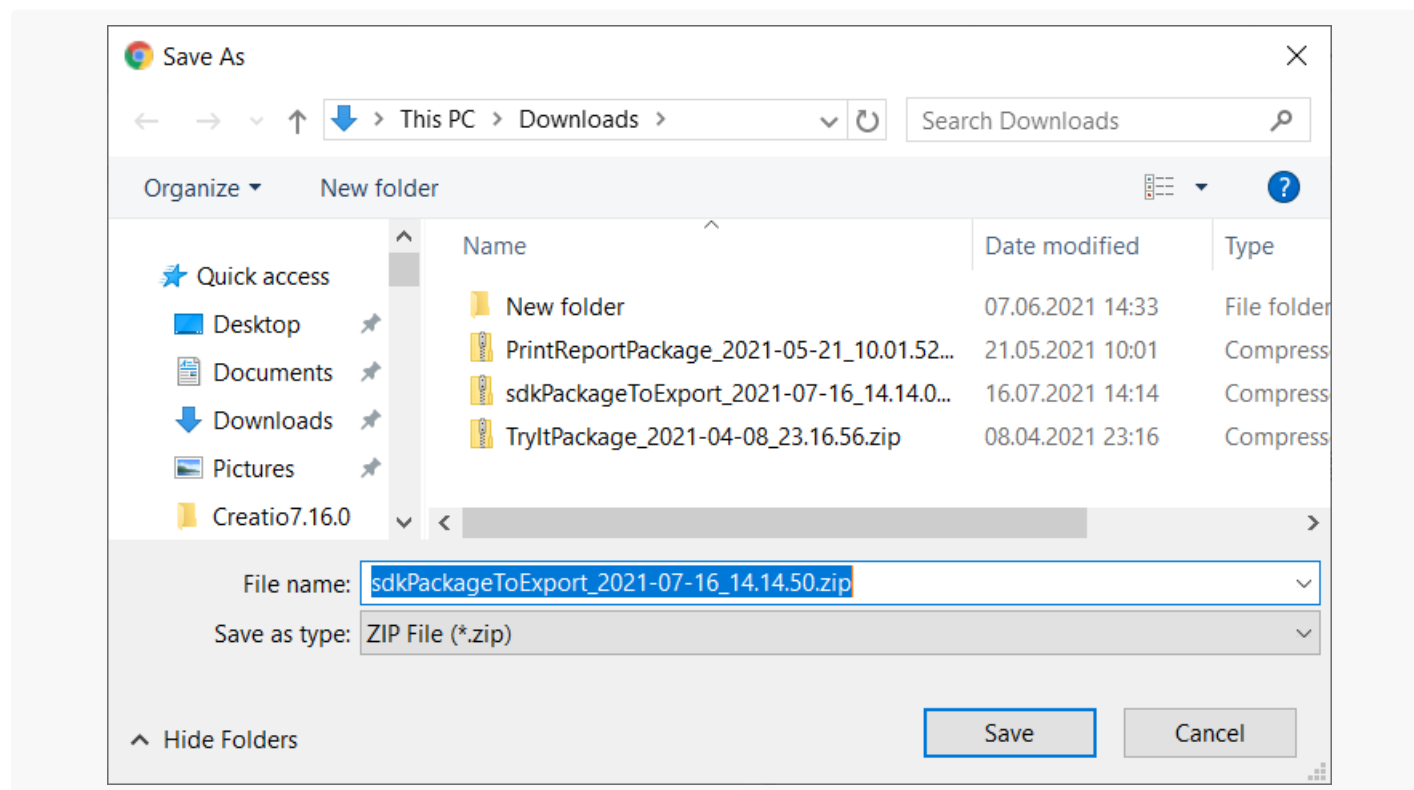 Save As
This PC > Downloads >
Search Downloads
Organize
New folder
?
Name
Date modified
Type
Quick access
Desktop
Documents
Downloads
Pictures
Creatio7.16.0
New folder 07.06.2021 14:33 File folder
PrintReportPackage_2021-05-21_10.01.52... 21.05.2021 10:01 Compress
sdkPackageToExport_2021-07-16_14.14.0... 16.07.2021 14:14 Compress
TryItPackage_2021-04-08_23.16.56.zip 08.04.2021 23:16 Compress
File name: sdkPackageToExport_2021-07-16_14.14.50.zip
Save as type: ZIP File (*.zip)
Hide Folders
Save
Cancel